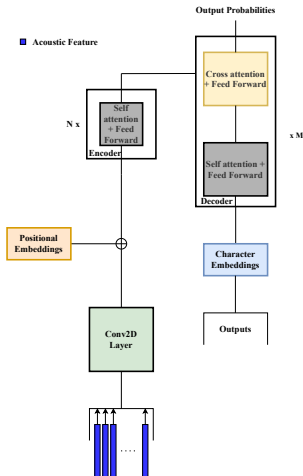 Output Probabilities
Acoustic Feature
Cross attention
+ Feed Forward
N x
Self
attention
+ Feed
Forward
Encoder
x M
Self attention +
Feed Forward
Decoder
Positional
Embeddings
Character
Embeddings
Outputs
Conv2D
Layer
....